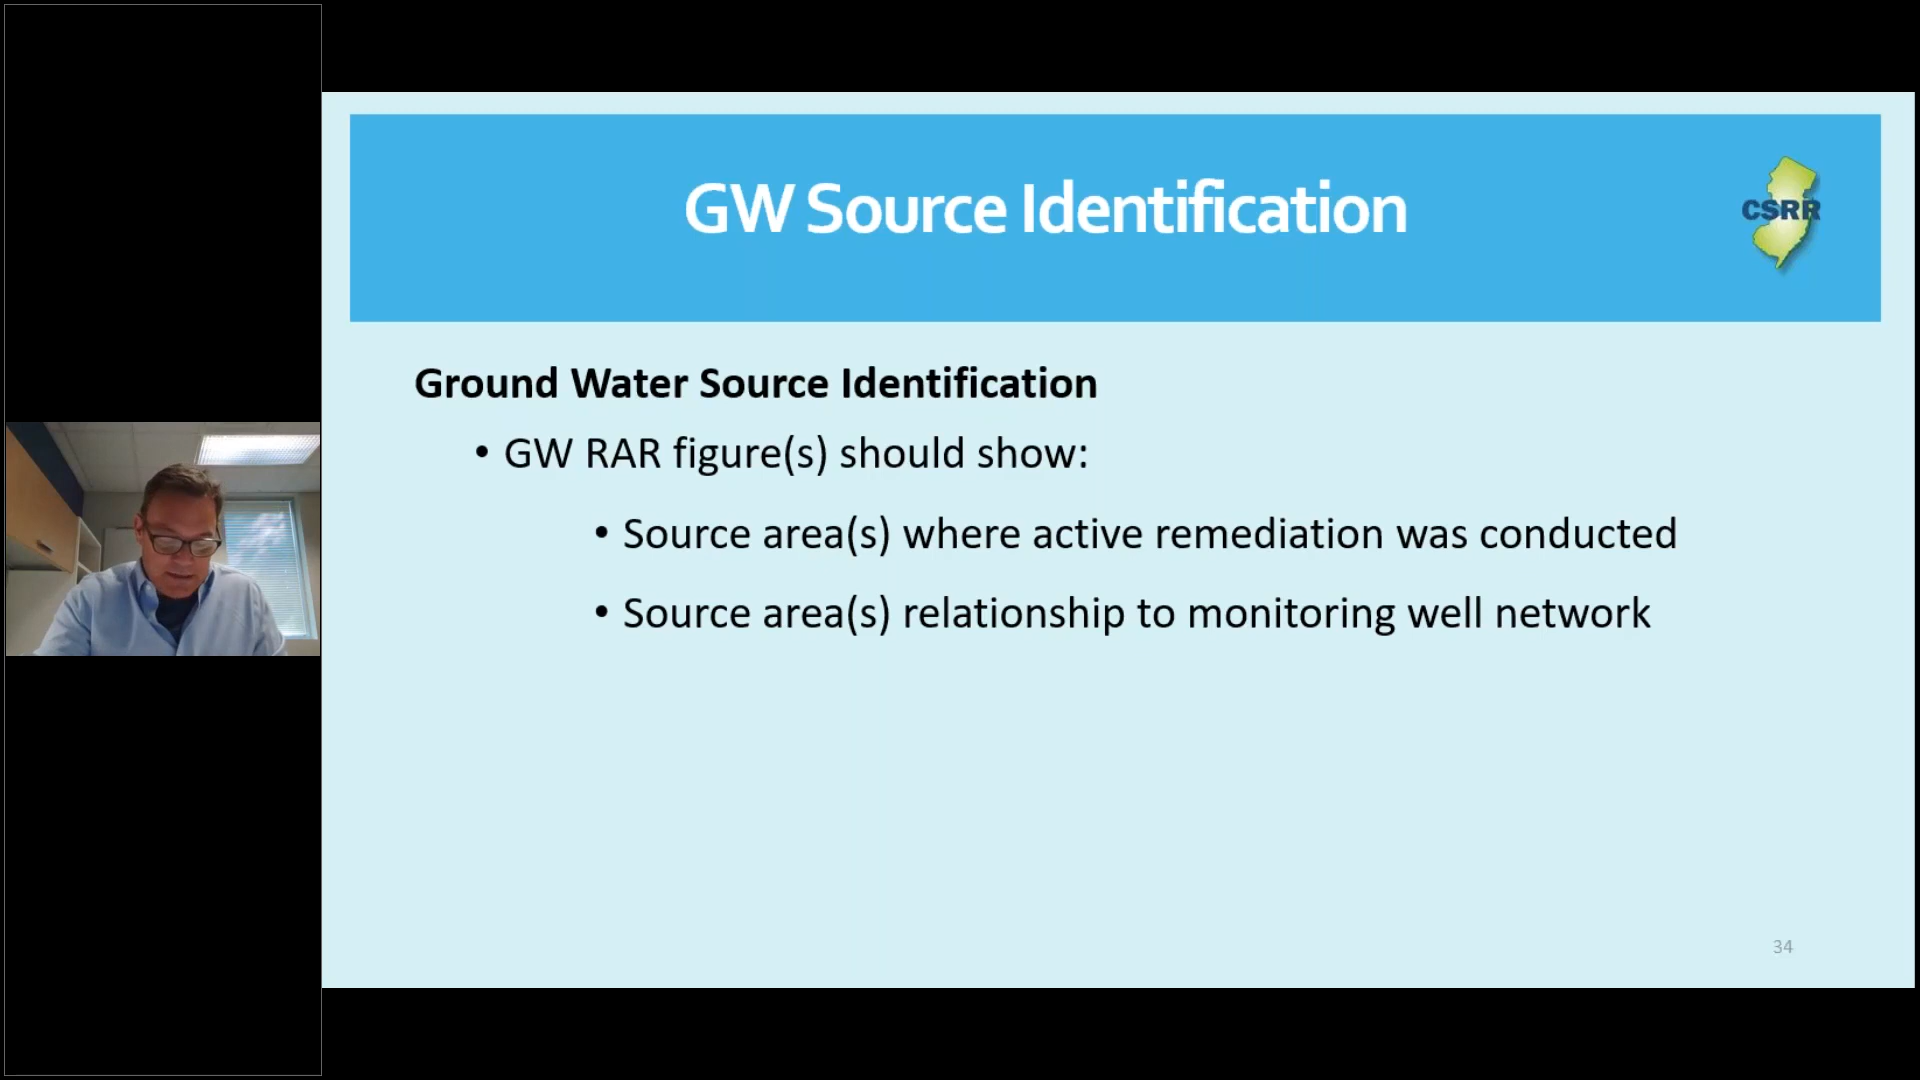 GW Source Identification
CSRR
Ground Water Source Identification
• GW RAR figure(s) should show:
• Source area(s) where active remediation was conducted
• Source area(s) relationship to monitoring well network
34